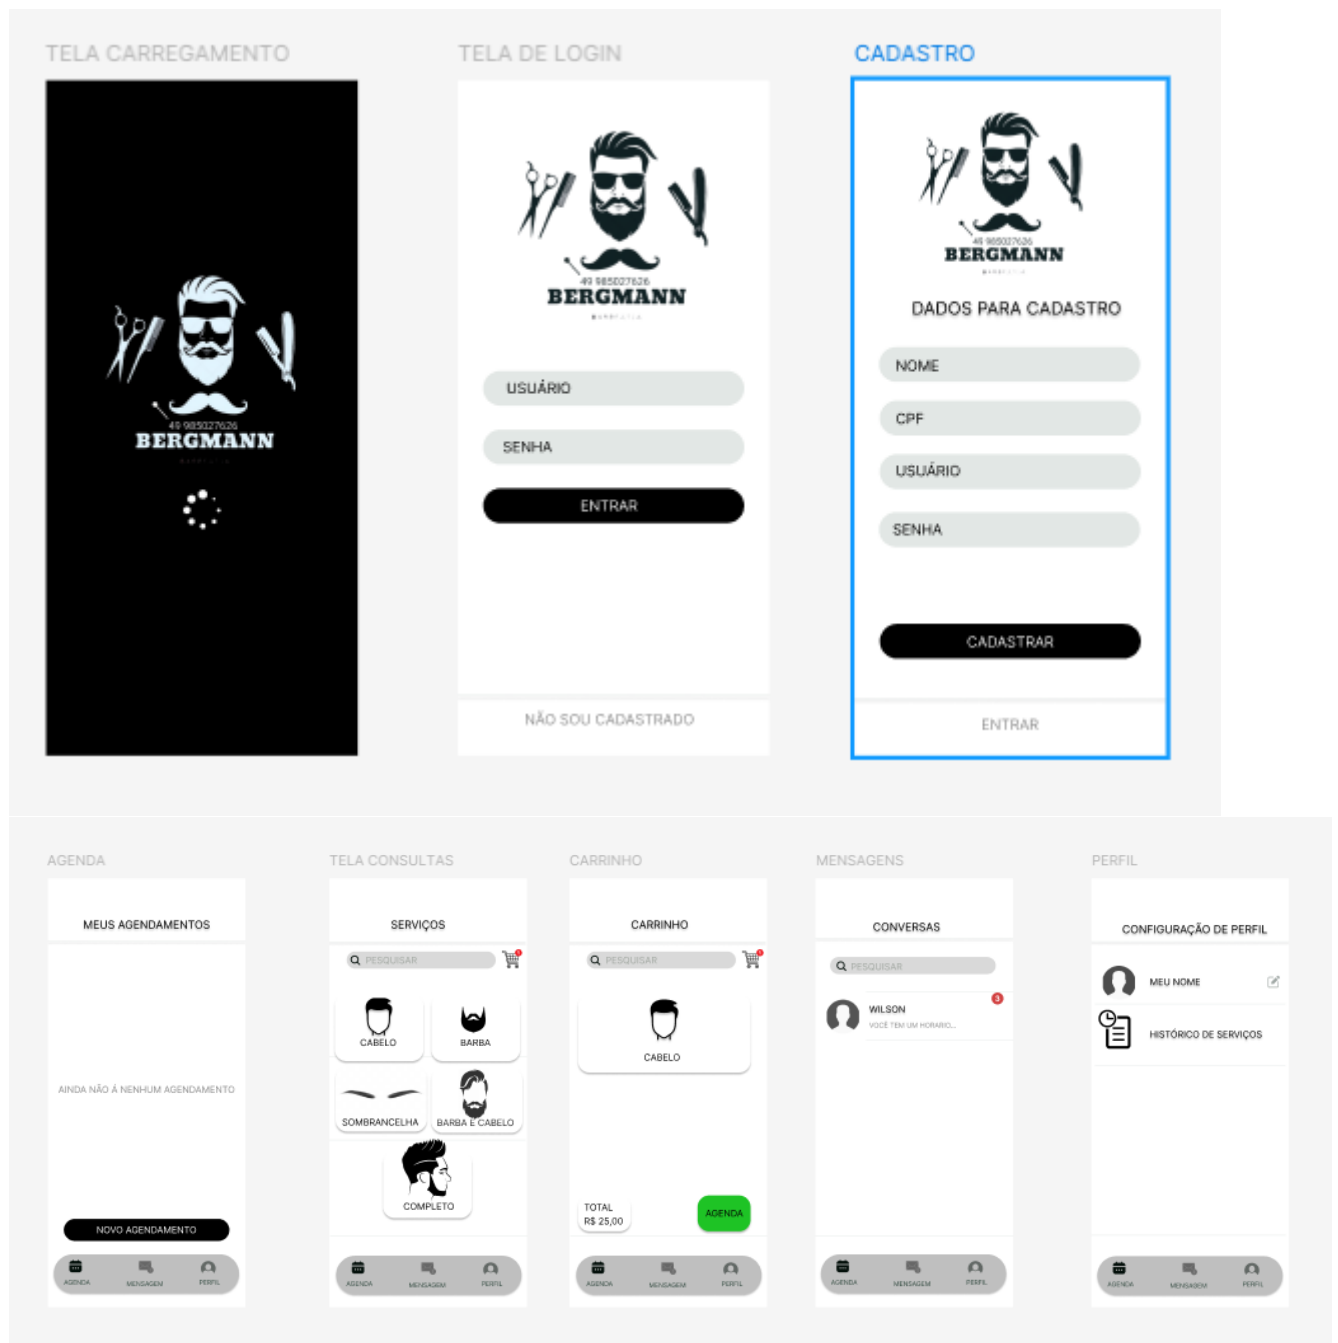 TELA CARREGAMENTO
49 985027626
BERGMANN
TELA DE LOGIN
49 985027626
BERGMANN
USUÁRIO
SENHA
ENTRAR
NÃO SOU CADASTRADO
CADASTRO
49 985027626
BERGMANN
DADOS PARA CADASTRO
NOME
CPF
USUÁRIO
SENHA
CADASTRAR
ENTRAR
AGENDA
MEUS AGENDAMENTOS
AINDA NÃO Á NENHUM AGENDAMENTO
NOVO AGENDAMENTO
AGENDA MENSAGEM PERFIL
TELA CONSULTAS
SERVIÇOS
PESQUISAR
CABELO BARBA
SOMBRANCELHA BARBA E CABELO
COMPLETO
AGENDA MENSAGEM PERFIL
CARRINHO
CARRINHO
PESQUISAR
CABELO
TOTAL
R$ 25,00
AGENDA
AGENDA MENSAGEM PERFIL
MENSAGENS
CONVERSAS
PESQUISAR
WILSON 3
VOCÊ TEM UM HORARIO...
AGENDA MENSAGEM PERFIL
PERFIL
CONFIGURAÇÃO DE PERFIL
MEU NOME
HISTÓRICO DE SERVIÇOS
AGENDA MENSAGEM PERFIL